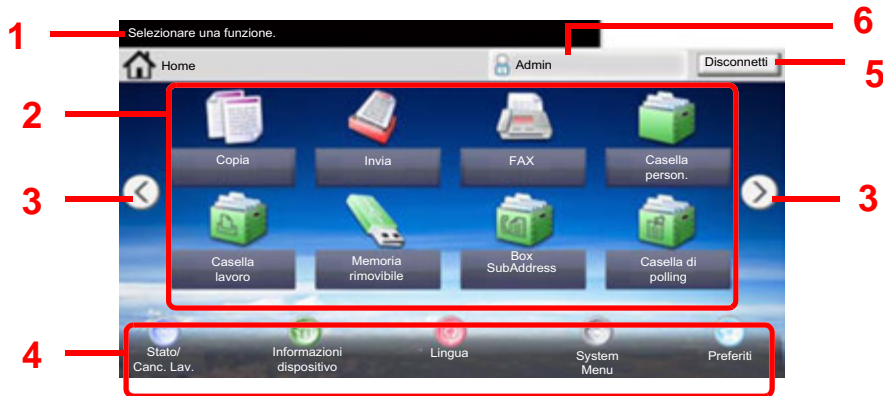 1
Selezionare una funzione.
6
Home
Admin
Disconnetti
5
2
Copia
Invia
FAX
Casella
person.
3
3
Casella
lavoro
Memoria
rimovibile
Box
SubAddress
Casella di
polling
4
Stato/
Canc. Lav.
Informazioni
dispositivo
Lingua
System
Menu
Preferiti